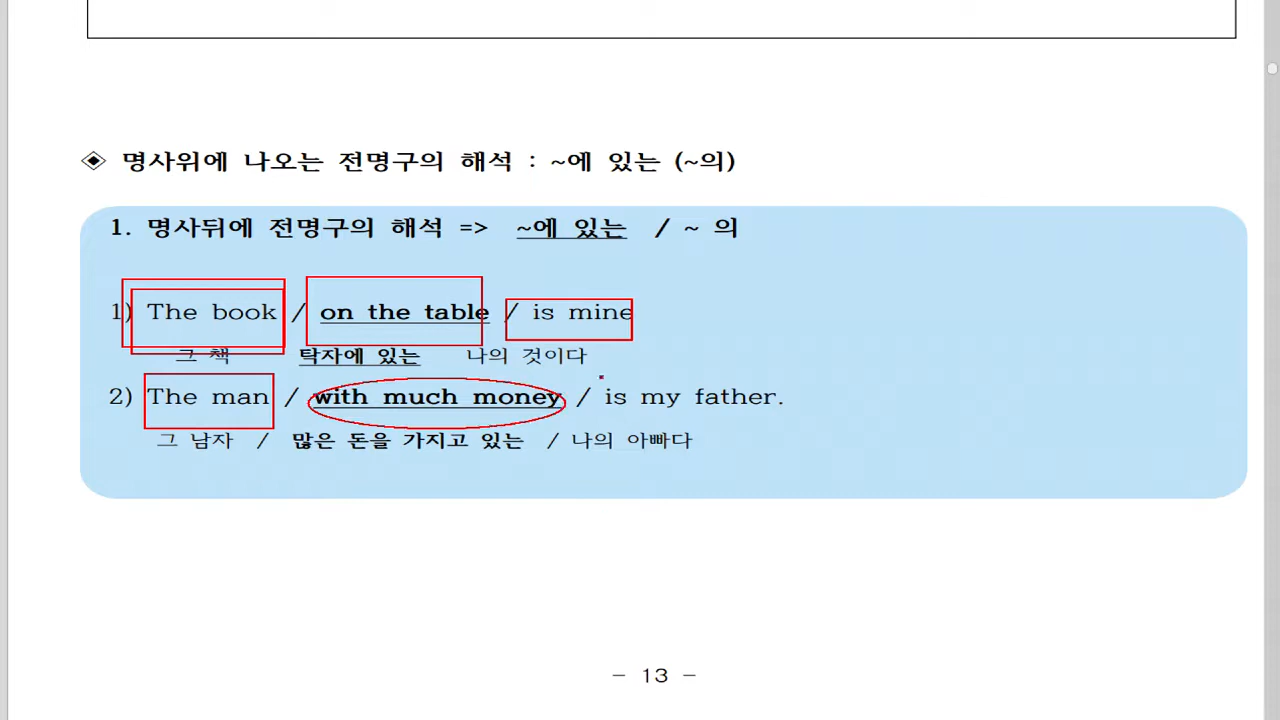 ◈ 명사위에 나오는 전명구의 해석 : ~에 있는 (~의)
1. 명사뒤에 전명구의 해석 => ~에 있는 / ~ 의
1) The book / on the table / is mine
그 책 탁자에 있는 나의 것이다
2) The man / with much money / is my father.
그 남자 / 많은 돈을 가지고 있는 / 나의 아빠다
- 13 -